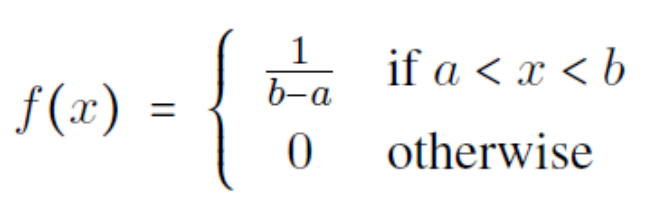 f(x) = { 1/(b−a) if a < x < b
0 otherwise